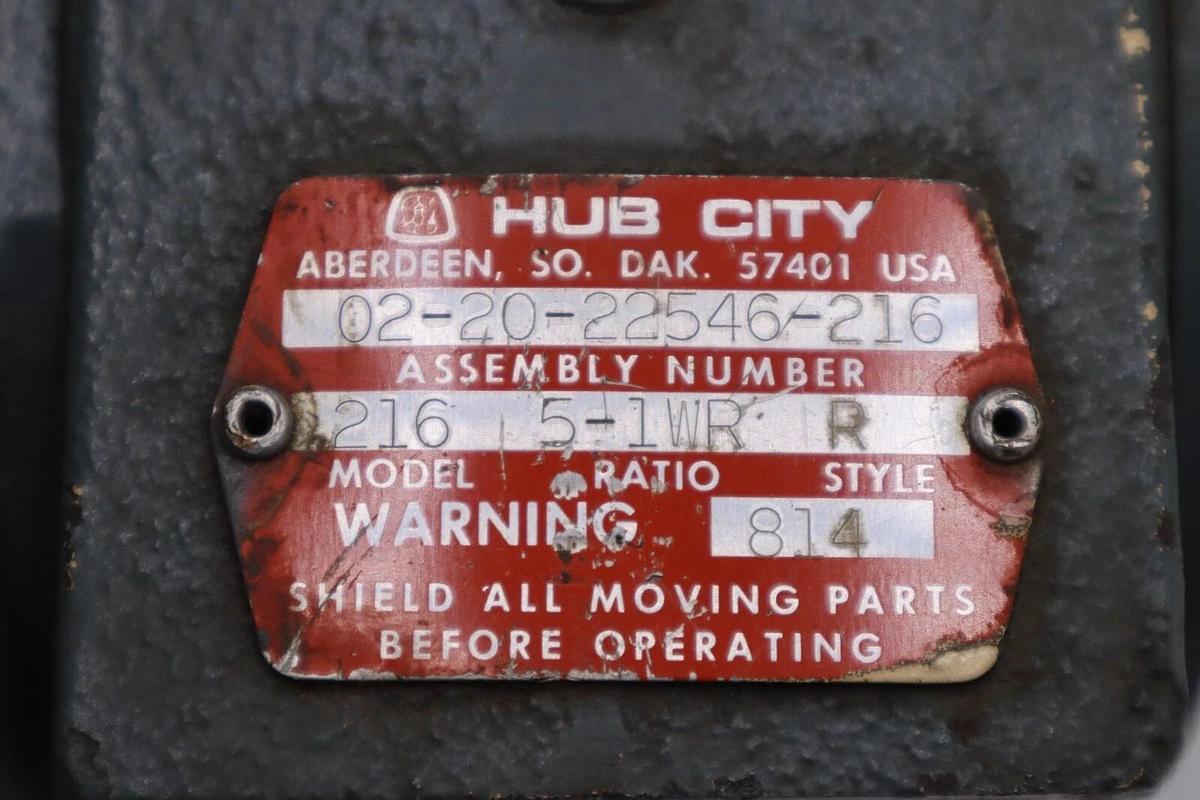 HUB CITY
ABERDEEN, SO. DAK. 57401 USA
02-20-22546-216
ASSEMBLY NUMBER
216 5-1WR R
MODEL RATIO STYLE
WARNING 814
SHIELD ALL MOVING PARTS
BEFORE OPERATING